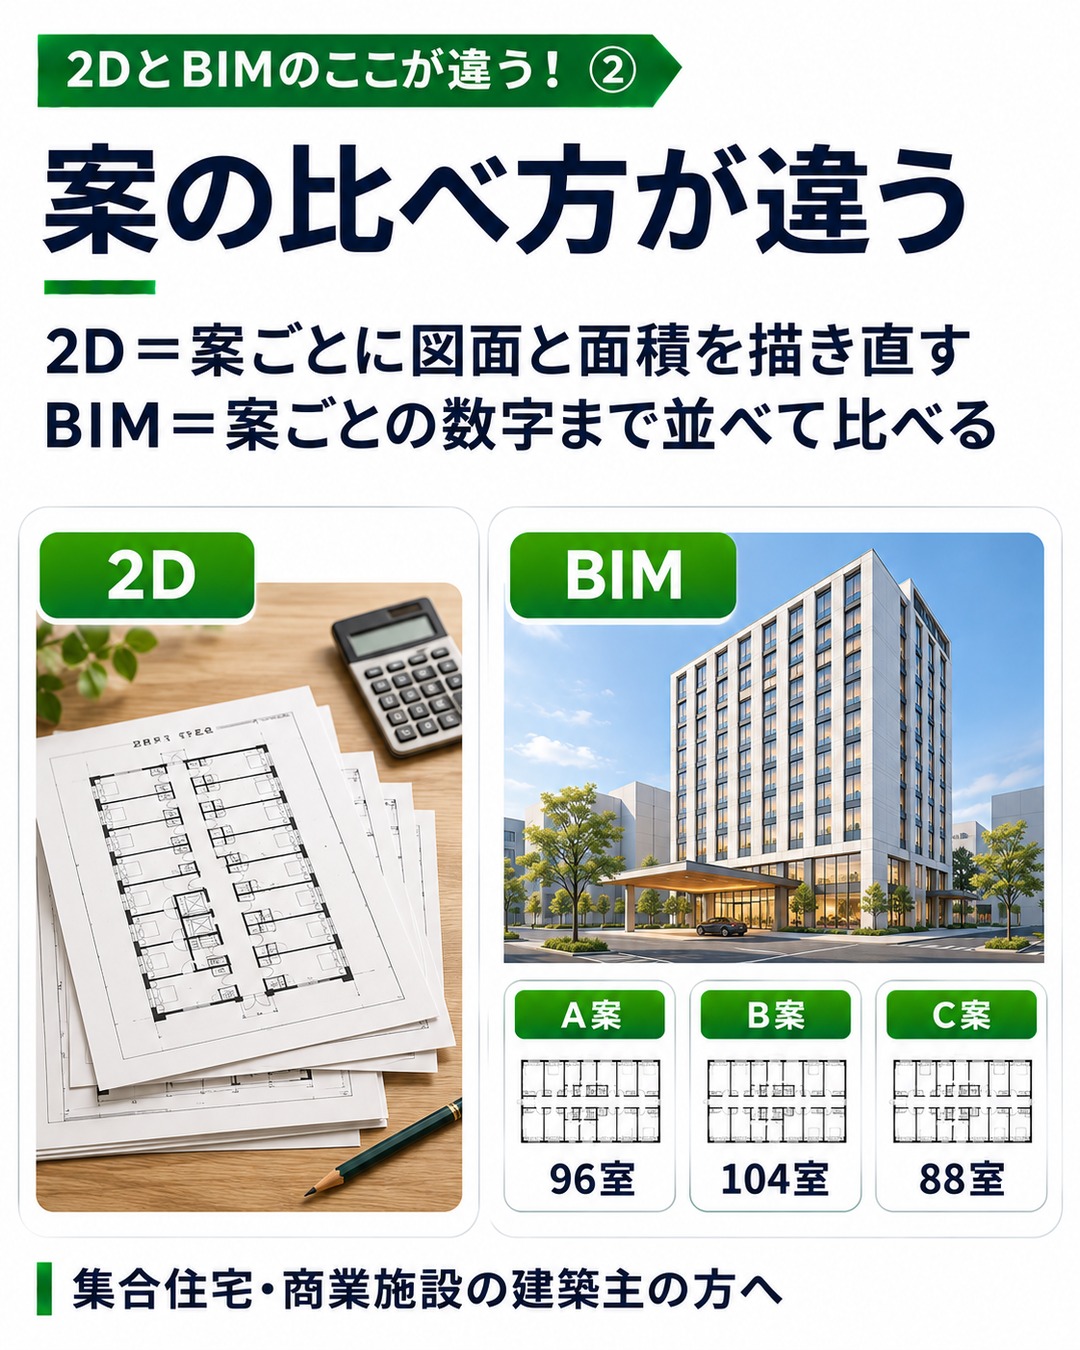 2DとBIMのここが違う！ ②
案の比べ方が違う
2D＝案ごとに図面と面積を描き直す
BIM＝案ごとの数字まで並べて比べる
2D
BIM
A案
B案
C案
96室
104室
88室
集合住宅・商業施設の建築主の方へ